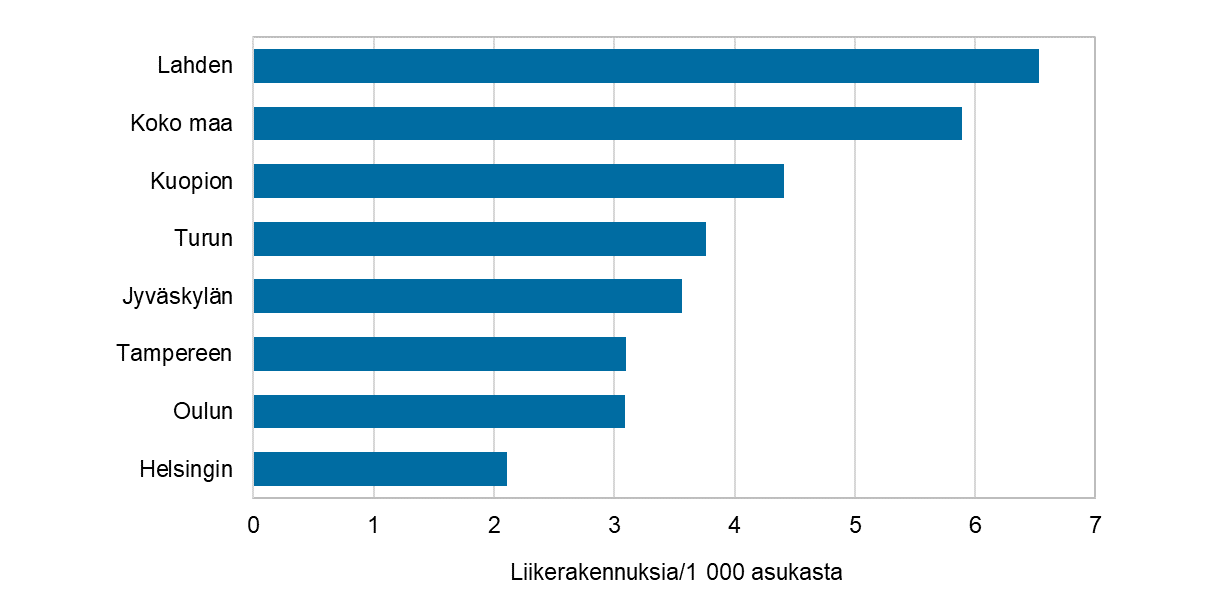 Lahden
Koko maa
Kuopion
Turun
Jyväskylän
Tampereen
Oulun
Helsingin
0 1 2 3 4 5 6 7
Liikerakennuksia/1 000 asukasta